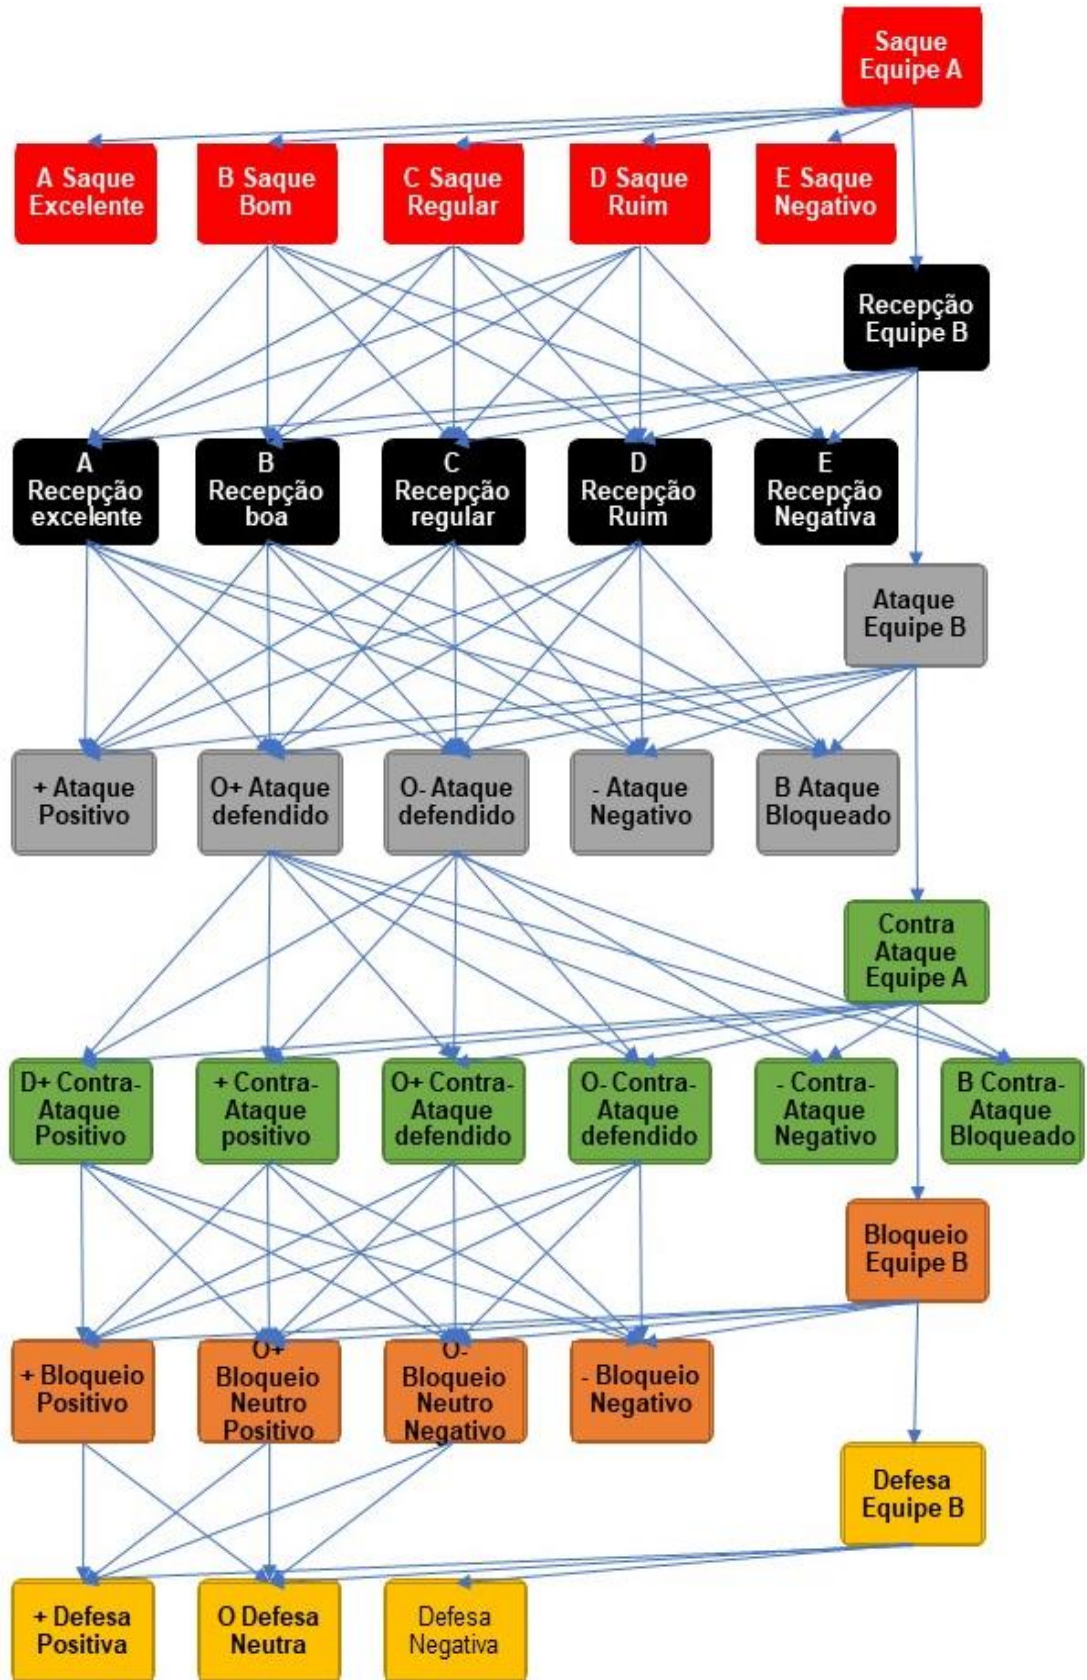 Saque
Equipe A
A Saque
Excelente
B Saque
Bom
C Saque
Regular
D Saque
Ruim
E Saque
Negativo
Recepção
Equipe B
A
Recepção
excelente
B
Recepção
boa
C
Recepção
regular
D
Recepção
Ruim
E
Recepção
Negativa
Ataque
Equipe B
+ Ataque
Positivo
O+ Ataque
defendido
O- Ataque
defendido
- Ataque
Negativo
B Ataque
Bloqueado
Contra
Ataque
Equipe A
D+ Contra-
Ataque
Positivo
+ Contra-
Ataque
positivo
O+ Contra-
Ataque
defendido
O- Contra-
Ataque
defendido
- Contra-
Ataque
Negativo
B Contra-
Ataque
Bloqueado
Bloqueio
Equipe B
+ Bloqueio
Positivo
O+
Bloqueio
Neutro
Positivo
O-
Bloqueio
Neutro
Negativo
- Bloqueio
Negativo
Defesa
Equipe B
+ Defesa
Positiva
O Defesa
Neutra
Defesa
Negativa